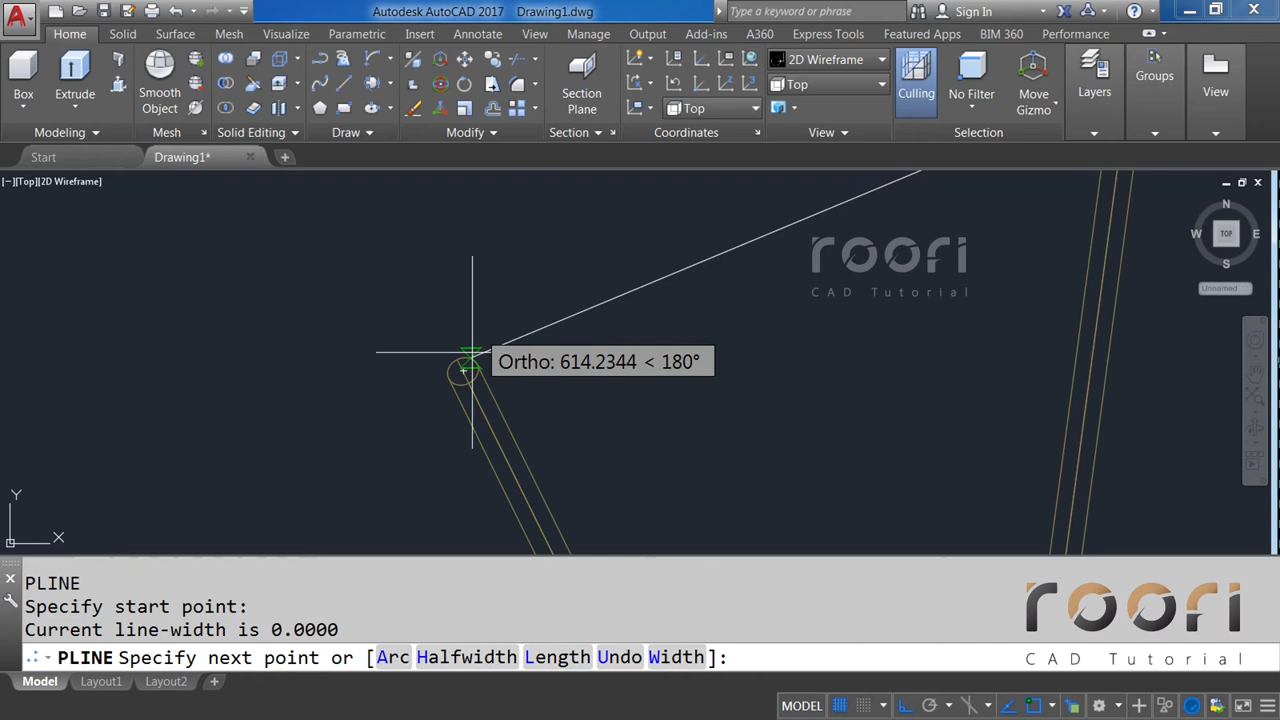 Autodesk AutoCAD 2017 Drawing1.dwg
Type a keyword or phrase
Sign In
Home Solid Surface Mesh Visualize Parametric Insert Annotate View Manage Output Add-ins A360 Express Tools Featured Apps BIM 360 Performance
Box
Extrude
Smooth
Object
Section
Plane
Top
2D Wireframe
Top
Culling
No Filter
Move
Gizmo
Layers
Groups
View
Modeling
Mesh
Solid Editing
Draw
Modify
Section
Coordinates
View
Selection
Start
Drawing1*
[−][Top][2D Wireframe]
N
W
TOP
E
S
Unnamed
roofi
CAD Tutorial
Ortho: 614.2344 < 180°
Y
X
PLINE
Specify start point:
Current line-width is 0.0000
PLINE Specify next point or [Arc Halfwidth Length Undo Width]:
roofi
CAD Tutorial
Model
Layout1
Layout2
MODEL